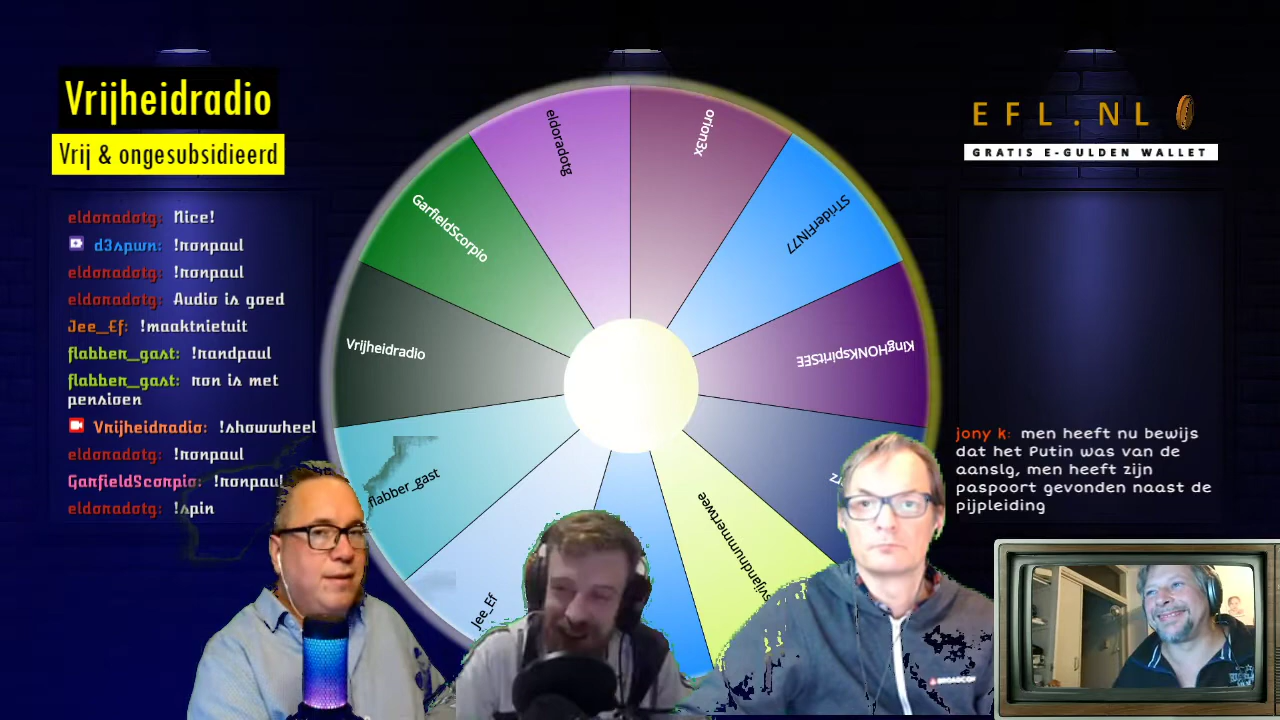 Vrijheidradio
Vrij & ongesubsidieerd
eldoradotg: Nice!
d3spwn: !ronpaul
eldoradotg: !ronpaul
eldoradotg: Audio is goed
Jee_Ef: !maaktnietuit
flabber_gast: !randpaul
flabber_gast: ron is met
pensioen
Vrijheidradio: !showwheel
eldoradotg: !ronpaul
GarfieldScorpio: !ronpaul
eldoradotg: !spin
eldoradotg
orion3x
STriderFIN77
KingHONKspiritSEE
GarfieldScorpio
Vrijheidradio
flabber_gast
Jee_Ef
svjandnummertwee
EFL.NL
GRATIS E-GULDEN WALLET
jony k: men heeft nu bewijs
dat het Putin was van de
aanslg, men heeft zijn
paspoort gevonden naast de
pijpleiding